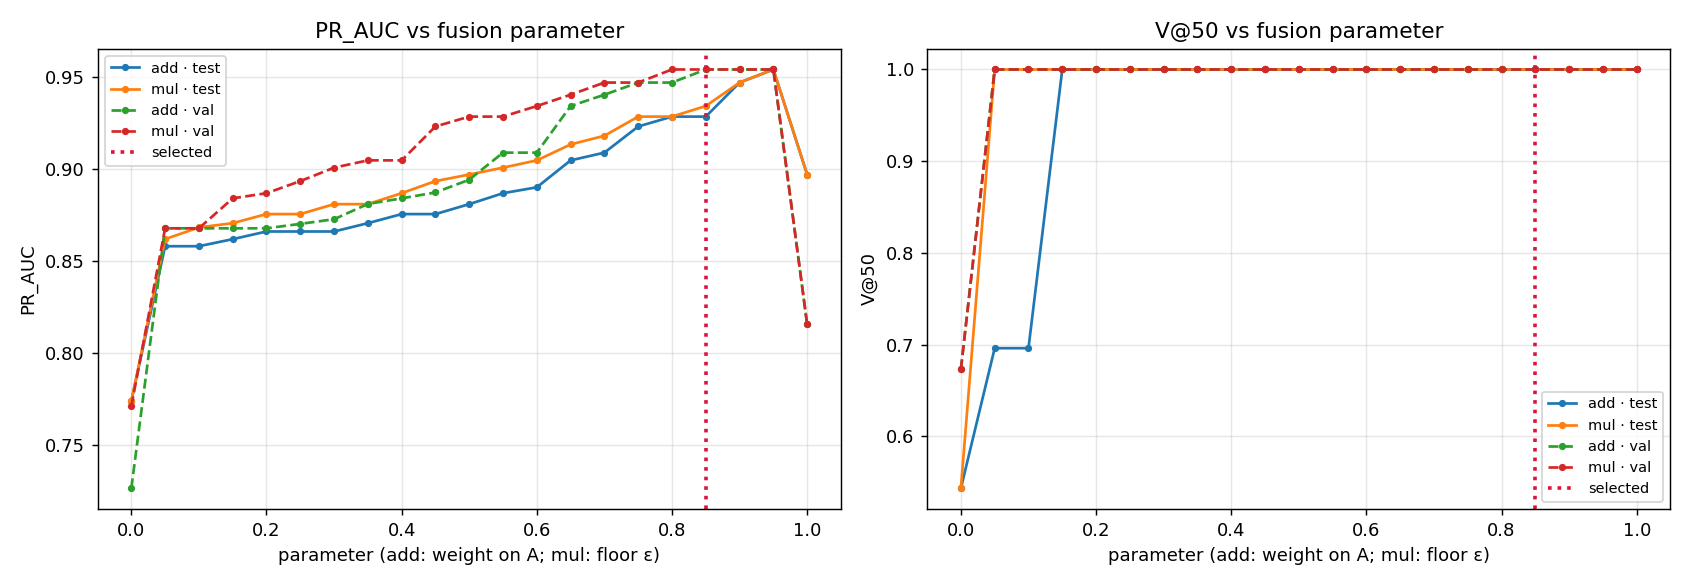 PR_AUC vs fusion parameter
add · test
mul · test
add · val
mul · val
selected
0.95
0.90
0.85
0.80
0.75
PR_AUC
0.0 0.2 0.4 0.6 0.8 1.0
parameter (add: weight on A; mul: floor ε)
V@50 vs fusion parameter
1.0
0.9
0.8
0.7
0.6
V@50
add · test
mul · test
add · val
mul · val
selected
0.0 0.2 0.4 0.6 0.8 1.0
parameter (add: weight on A; mul: floor ε)